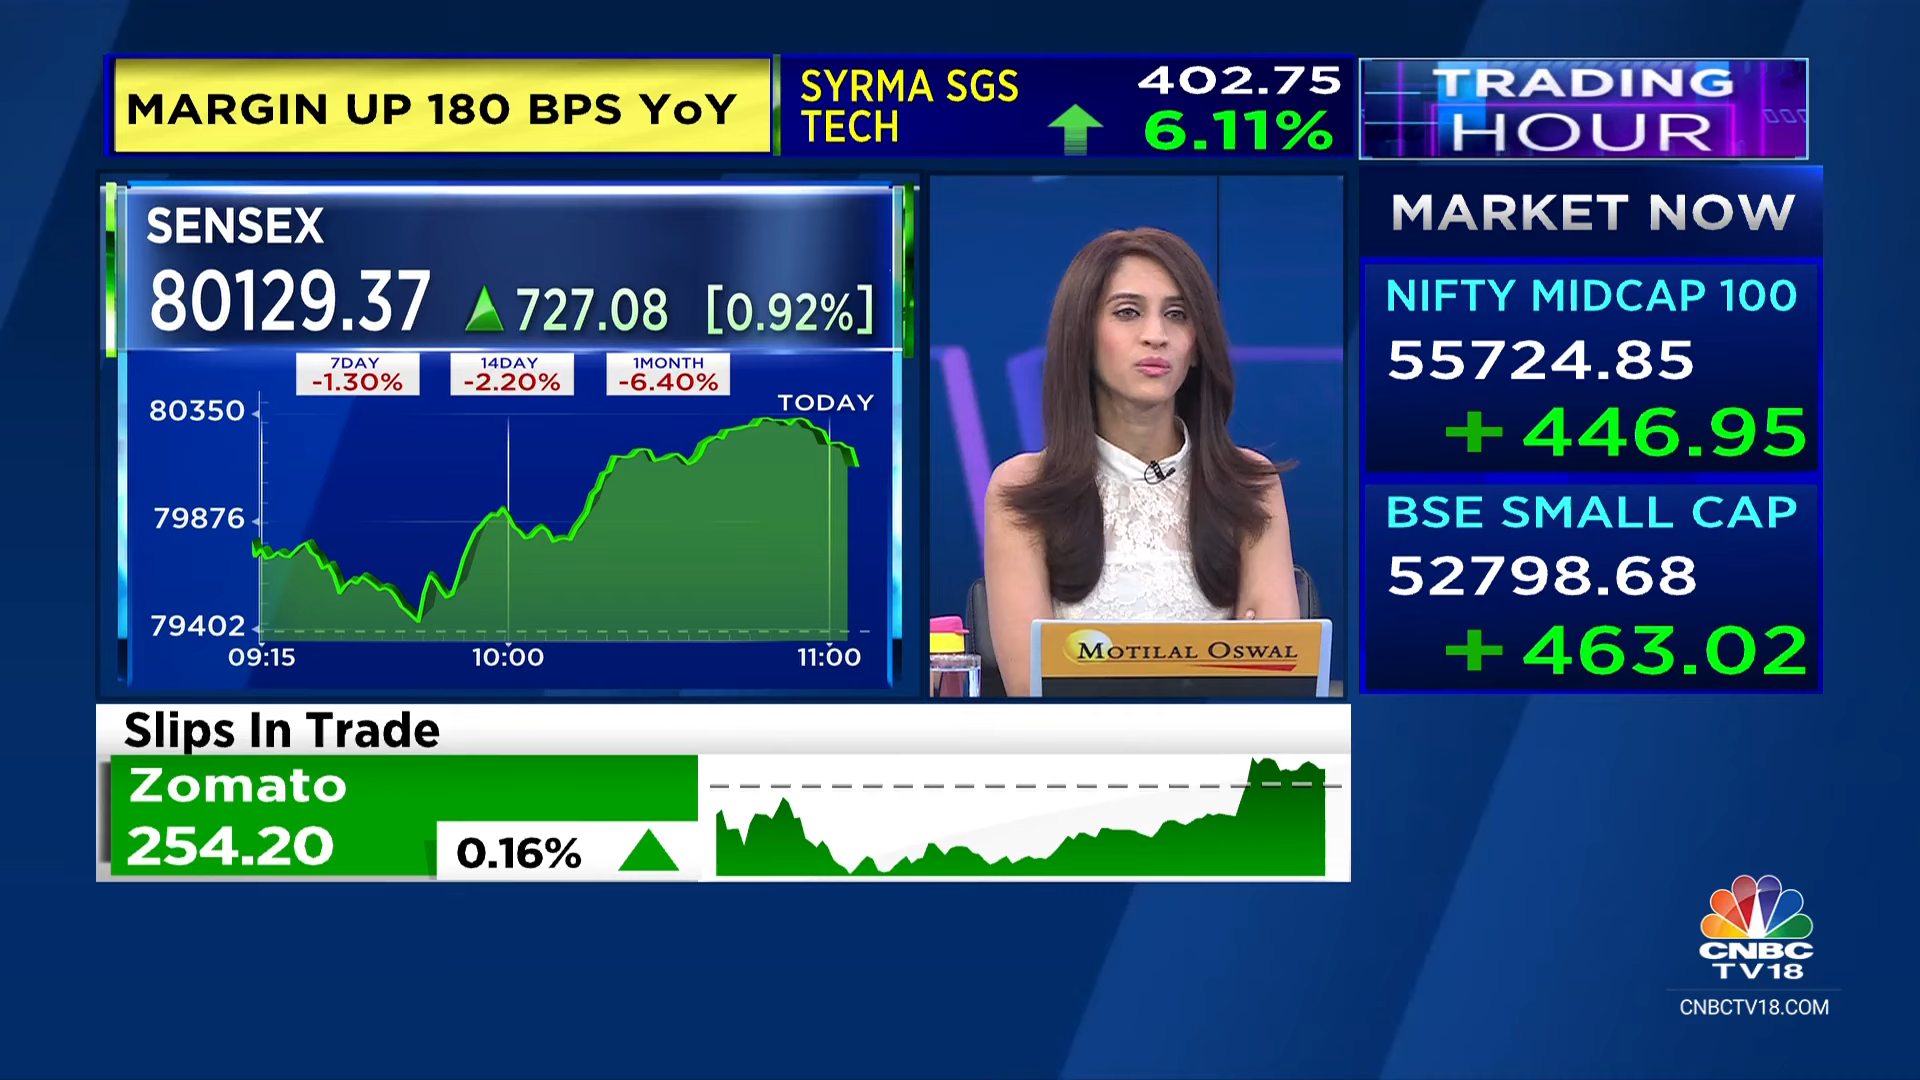 MARGIN UP 180 BPS YoY
SYRMA SGS
TECH
402.75
6.11%
TRADING
HOUR
SENSEX
80129.37 727.08 [0.92%]
7DAY
-1.30%
14DAY
-2.20%
1MONTH
-6.40%
TODAY
80350
79876
79402
09:15 10:00 11:00
MOTILAL OSWAL
MARKET NOW
NIFTY MIDCAP 100
55724.85
+ 446.95
BSE SMALL CAP
52798.68
+ 463.02
Slips In Trade
Zomato
254.20
0.16%
CNBC
TV18
CNBCTV18.COM